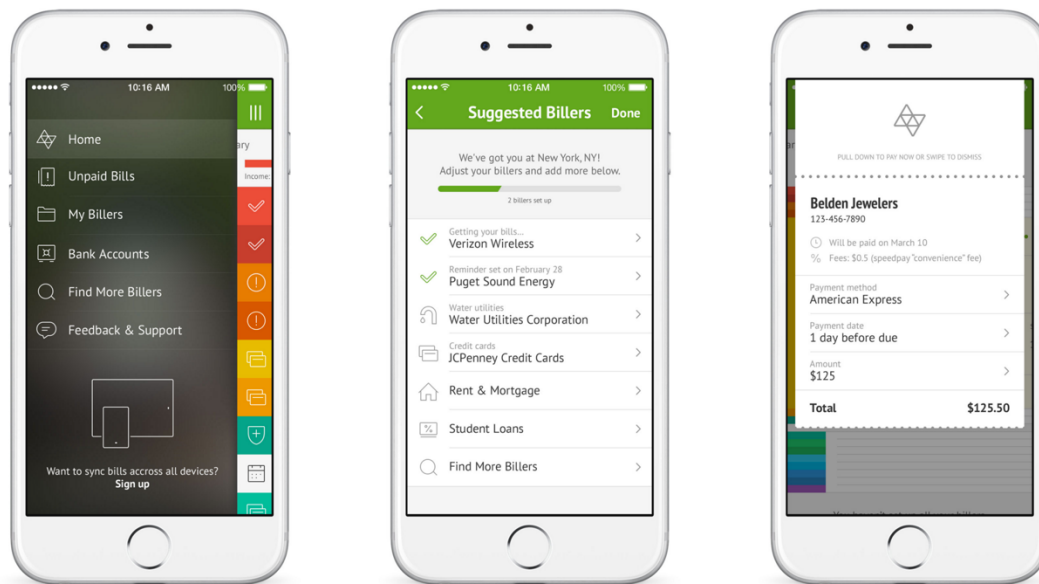 10:16 AM
100%
Home
ary
Unpaid Bills
Income:
My Billers
Bank Accounts
Find More Billers
Feedback & Support
Want to sync bills accross all devices?
Sign up
10:16 AM
100%
Suggested Billers
Done
We've got you at New York, NY!
Adjust your billers and add more below.
2 billers set up
Getting your bills...
Verizon Wireless
Reminder set on February 28
Puget Sound Energy
Water utilities
Water Utilities Corporation
Credit cards
JCPenney Credit Cards
Rent & Mortgage
Student Loans
Find More Billers
PULL DOWN TO PAY NOW OR SWIPE TO DISMISS
Belden Jewelers
123-456-7890
Will be paid on March 10
Fees: $0.5 (speedpay "convenience" fee)
Payment method
American Express
Payment date
1 day before due
Amount
$125
Total
$125.50